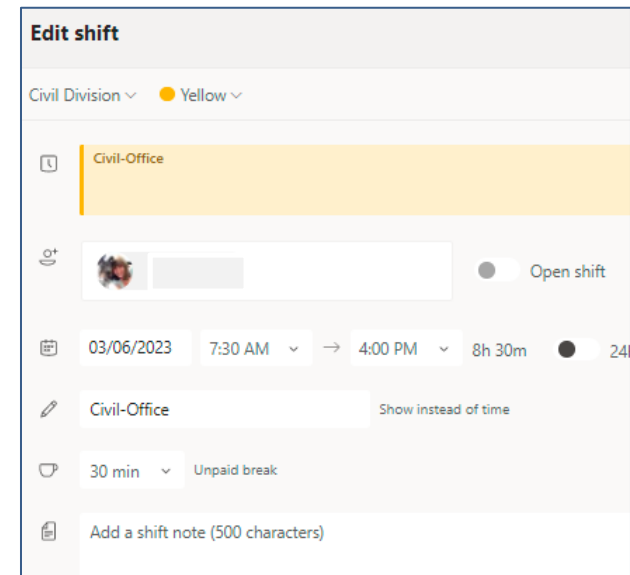 Edit shift
Civil Division Yellow
Civil-Office
Open shift
03/06/2023 7:30 AM → 4:00 PM 8h 30m
Civil-Office Show instead of time
30 min Unpaid break
Add a shift note (500 characters)